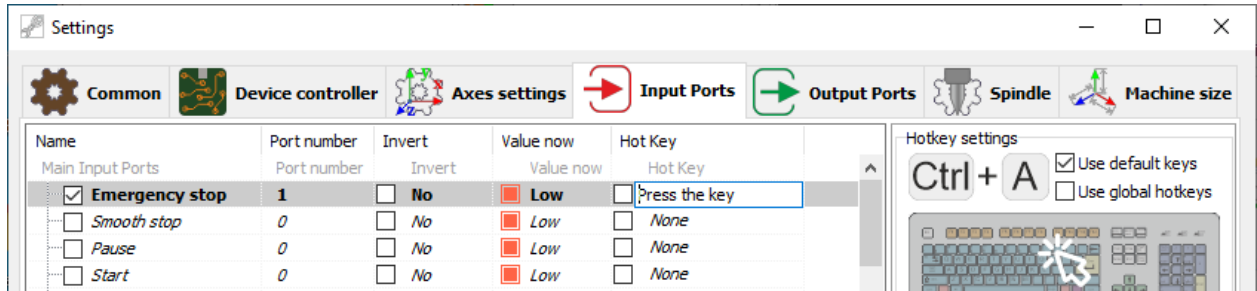 Settings
Common Device controller Axes settings Input Ports Output Ports Spindle Machine size
Name Port number Invert Value now Hot Key
Main Input Ports Port number Invert Value now Hot Key
Emergency stop 1 No Low Press the key
Smooth stop 0 No Low None
Pause 0 No Low None
Start 0 No Low None
Hotkey settings
Ctrl + A
Use default keys
Use global hotkeys